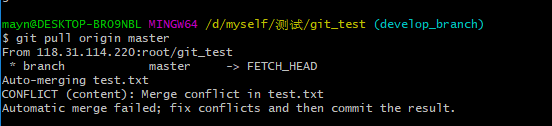 mayn@DESKTOP-BRO9NBL MINGW64 /d/myself/测试/git_test (develop_branch)
$ git pull origin master
From 118.31.114.220:root/git_test
 * branch            master     -> FETCH_HEAD
Auto-merging test.txt
CONFLICT (content): Merge conflict in test.txt
Automatic merge failed; fix conflicts and then commit the result.